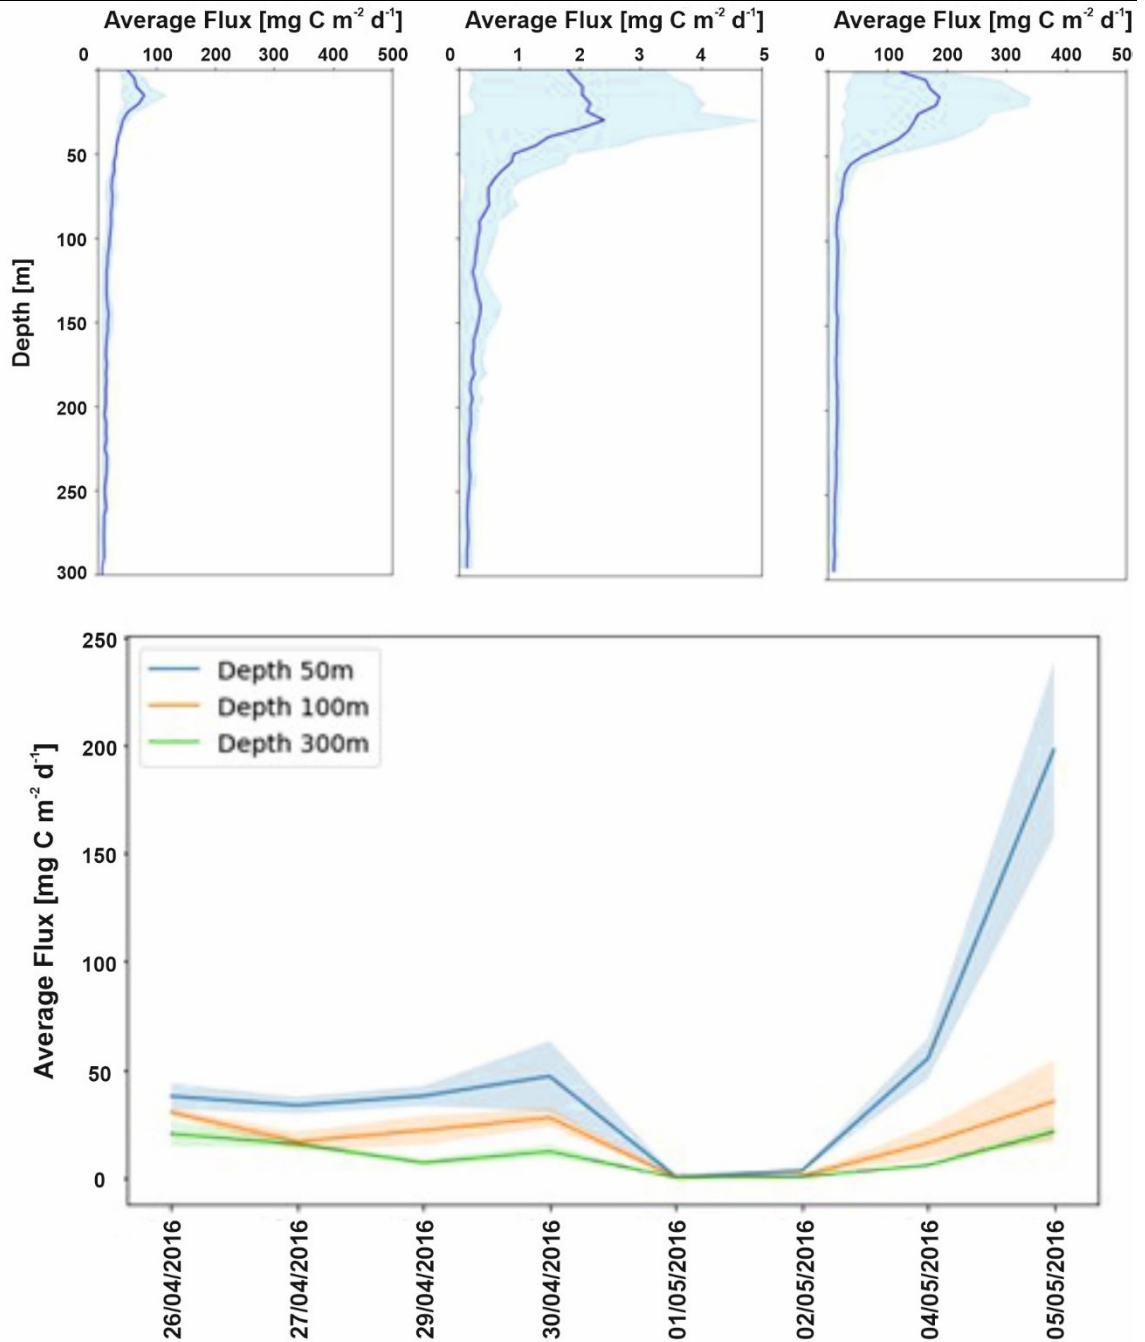 Average Flux [mg C m⁻² d⁻¹] Average Flux [mg C m⁻² d⁻¹] Average Flux [mg C m⁻² d⁻¹]
0 100 200 300 400 500 0 1 2 3 4 5 0 100 200 300 400 50
50
100
150
200
250
300
Depth [m]
250
200
150
100
50
0
Average Flux [mg C m⁻² d⁻¹]
Depth 50m
Depth 100m
Depth 300m
26/04/2016 27/04/2016 29/04/2016 30/04/2016 01/05/2016 02/05/2016 04/05/2016 05/05/2016